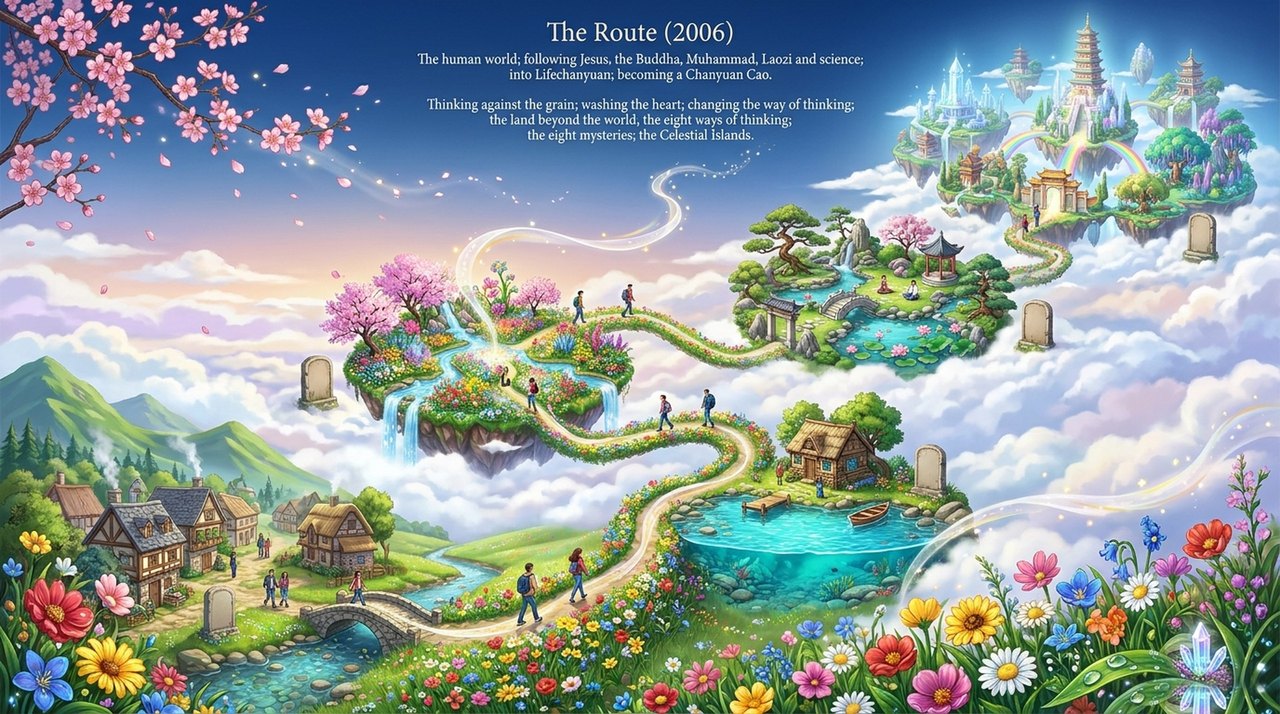 The Route (2006)
The human world; following Jesus, the Buddha, Muhammad, Laozi and science;
into Lifechanyuan; becoming a Chanyuan Cao.
Thinking against the grain; washing the heart; changing the way of thinking;
the land beyond the world, the eight ways of thinking;
the eight mysteries; the Celestial Islands.